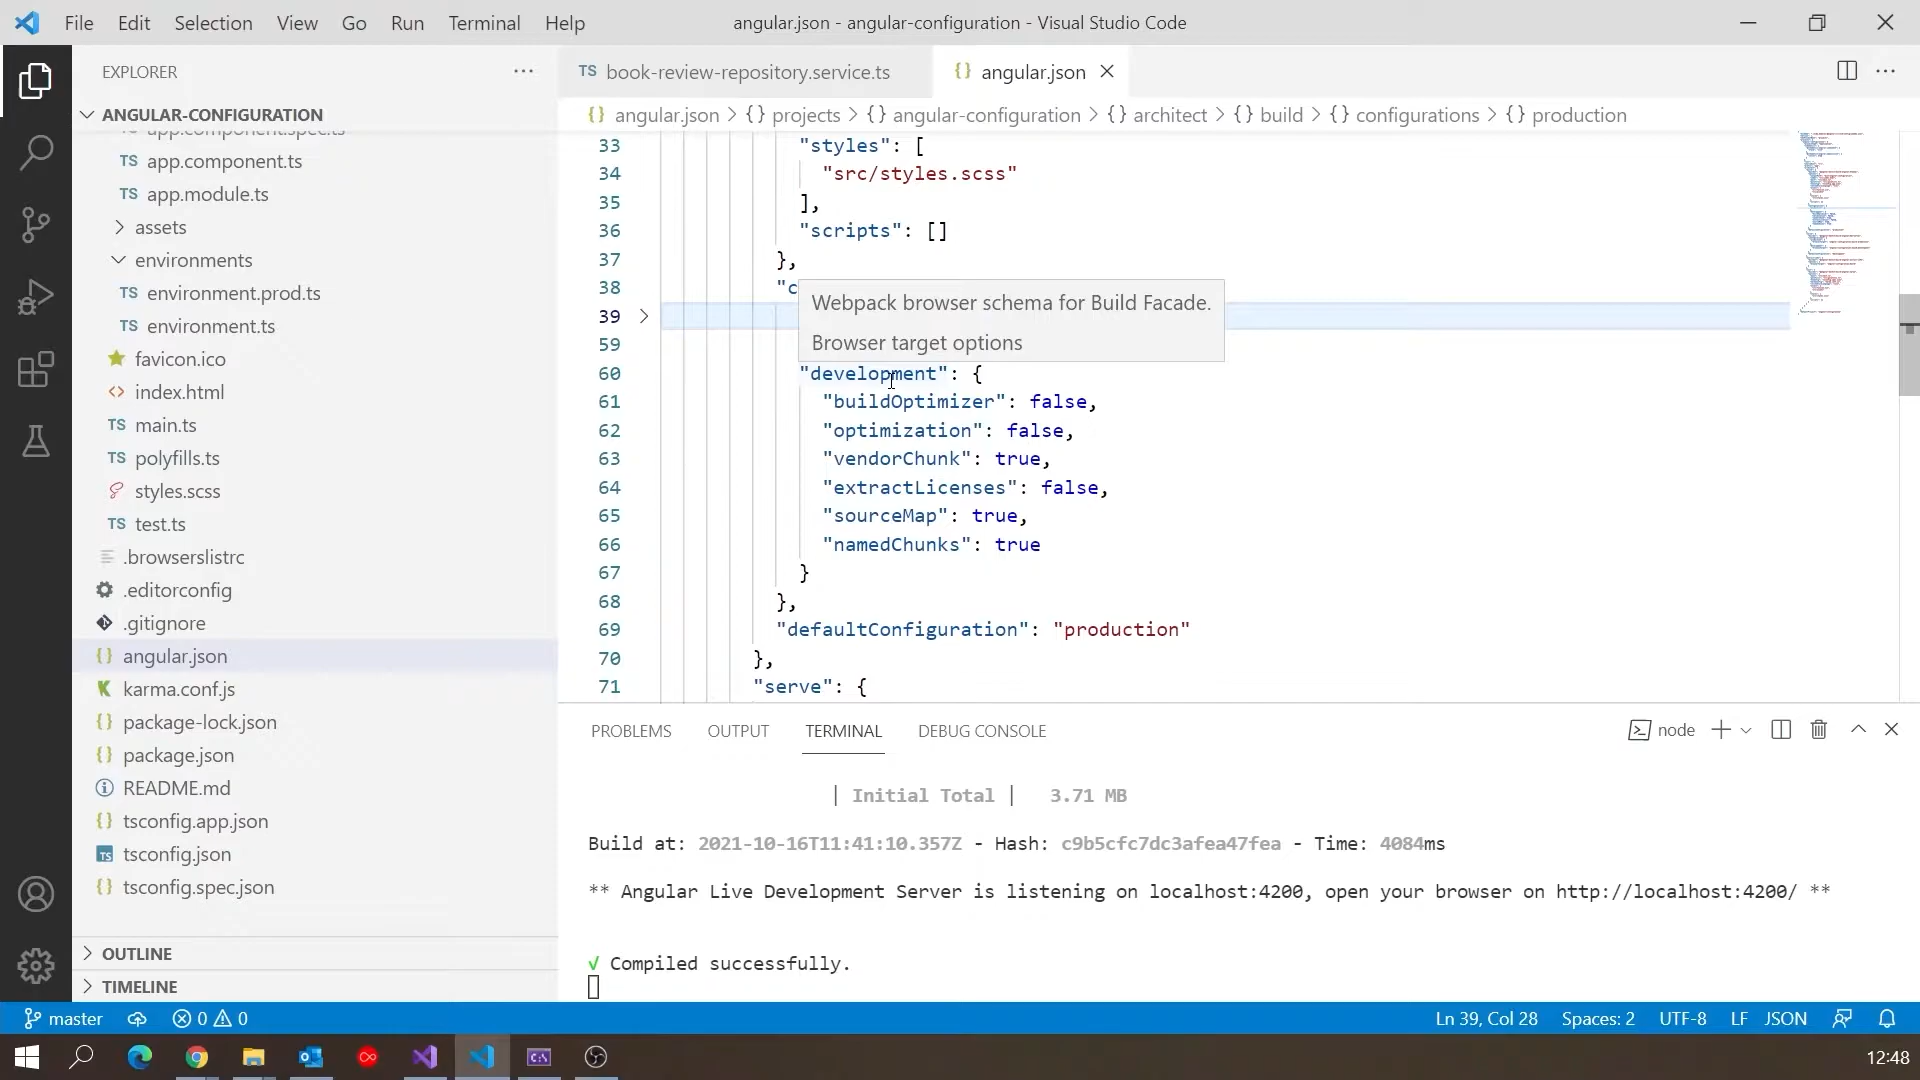 File Edit Selection View Go Run Terminal Help
angular.json - angular-configuration - Visual Studio Code
EXPLORER
ANGULAR-CONFIGURATION
app.component.spec.ts
TS app.component.ts
TS app.module.ts
assets
environments
TS environment.prod.ts
TS environment.ts
favicon.ico
<> index.html
TS main.ts
TS polyfills.ts
styles.scss
TS test.ts
.browserslistrc
.editorconfig
.gitignore
{} angular.json
karma.conf.js
{} package-lock.json
{} package.json
README.md
{} tsconfig.app.json
TS tsconfig.json
{} tsconfig.spec.json
OUTLINE
TIMELINE
TS book-review-repository.service.ts
{} angular.json
{} angular.json > {} projects > {} angular-configuration > {} architect > {} build > {} configurations > {} production
33 "styles": [
34 "src/styles.scss"
35 ],
36 "scripts": []
37 },
38 "c
39
Webpack browser schema for Build Facade.
Browser target options
59
60 "development": {
61 "buildOptimizer": false,
62 "optimization": false,
63 "vendorChunk": true,
64 "extractLicenses": false,
65 "sourceMap": true,
66 "namedChunks": true
67 }
68 },
69 "defaultConfiguration": "production"
70 },
71 "serve": {
PROBLEMS OUTPUT TERMINAL DEBUG CONSOLE
node
| Initial Total | 3.71 MB
Build at: 2021-10-16T11:41:10.357Z - Hash: c9b5cfc7dc3afea47fea - Time: 4084ms
** Angular Live Development Server is listening on localhost:4200, open your browser on http://localhost:4200/ **
√ Compiled successfully.
master 0 0
Ln 39, Col 28 Spaces: 2 UTF-8 LF JSON
12:48